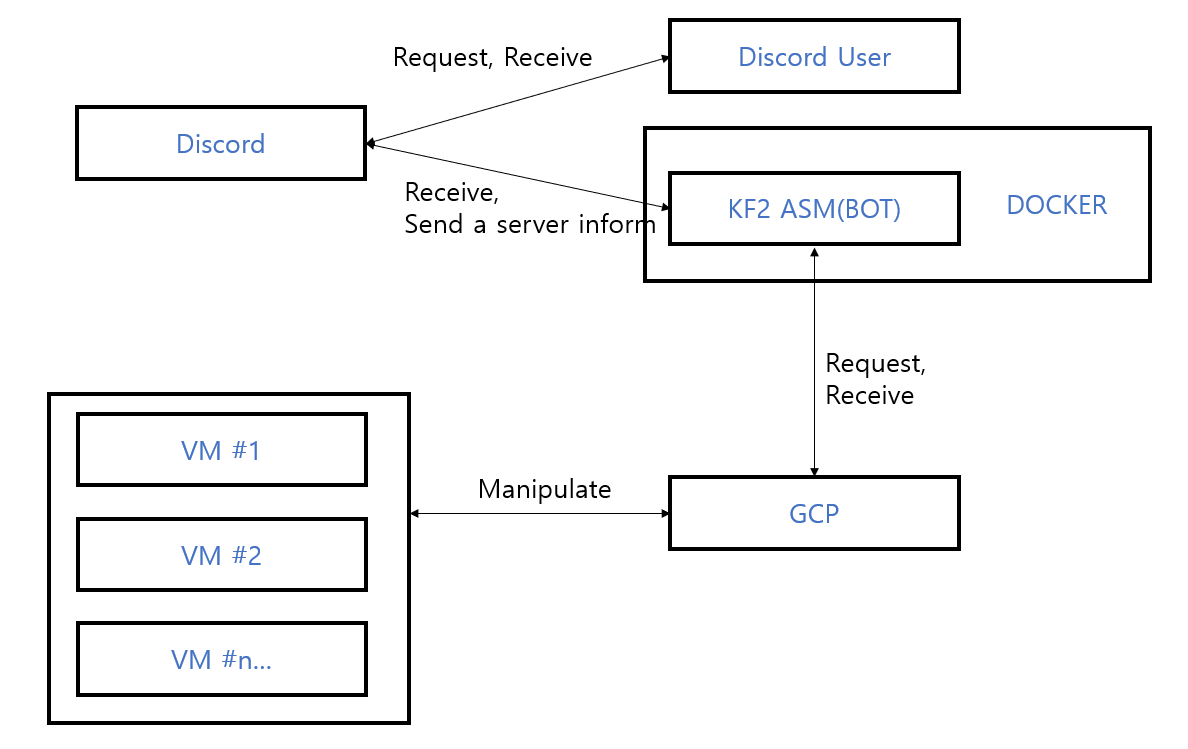 Discord User
Request, Receive
Discord
Receive,
Send a server inform
KF2 ASM(BOT)
DOCKER
Request,
Receive
VM #1
VM #2
VM #n...
Manipulate
GCP